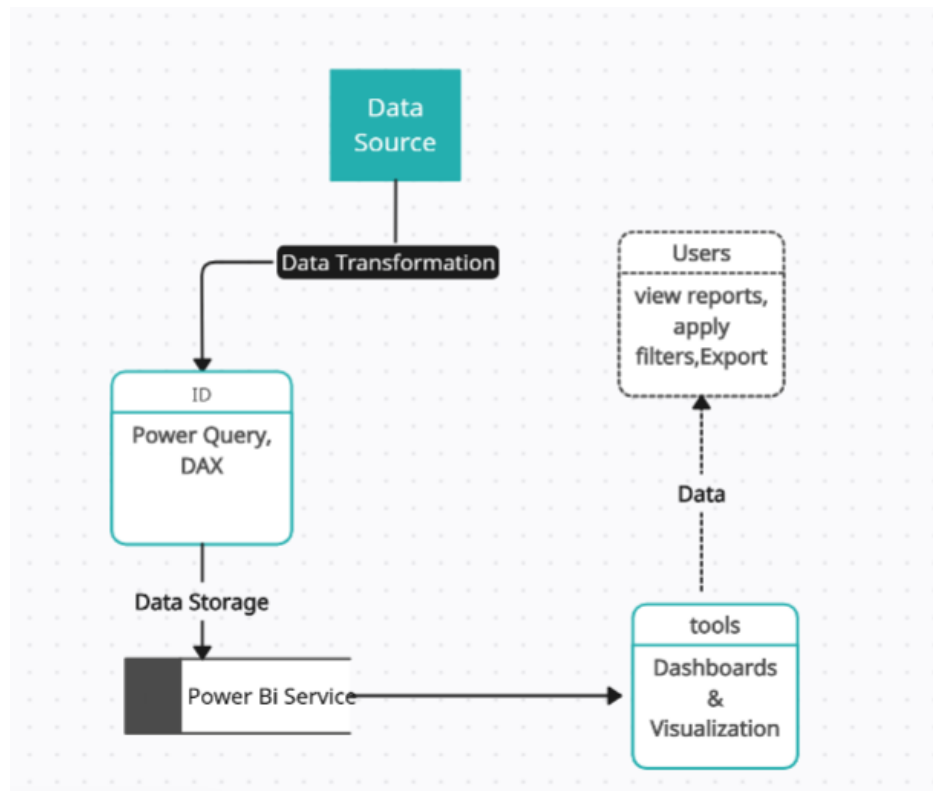 Data
Source
Data Transformation
Users
view reports,
apply
filters,Export
ID
Power Query,
DAX
Data
Data Storage
tools
Power Bi Service
Dashboards
&
Visualization